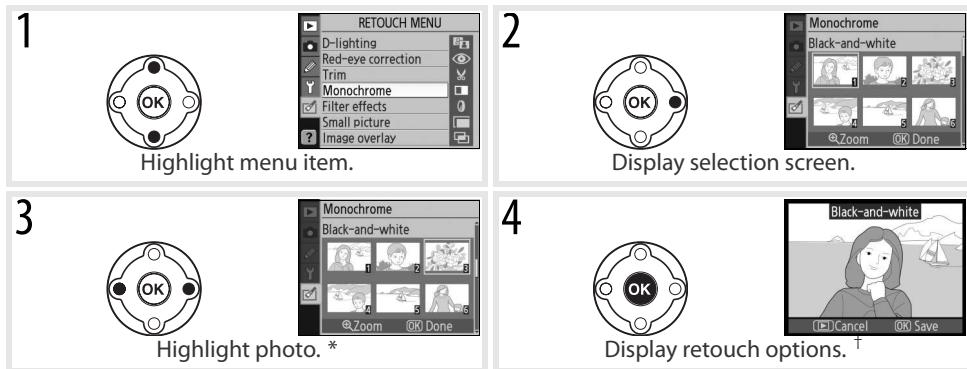 1
OK
RETOUCH MENU
D-lighting
Red-eye correction
Trim
Monochrome
Filter effects
Small picture
Image overlay
?
Highlight menu item.
2
OK
Monochrome
Black-and-white
1 2 3
4 5 6
Zoom OK Done
Display selection screen.
3
OK
Monochrome
Black-and-white
1 2 3
4 5 6
Zoom OK Done
Highlight photo. *
4
OK
Black-and-white
Cancel OK Save
Display retouch options. †